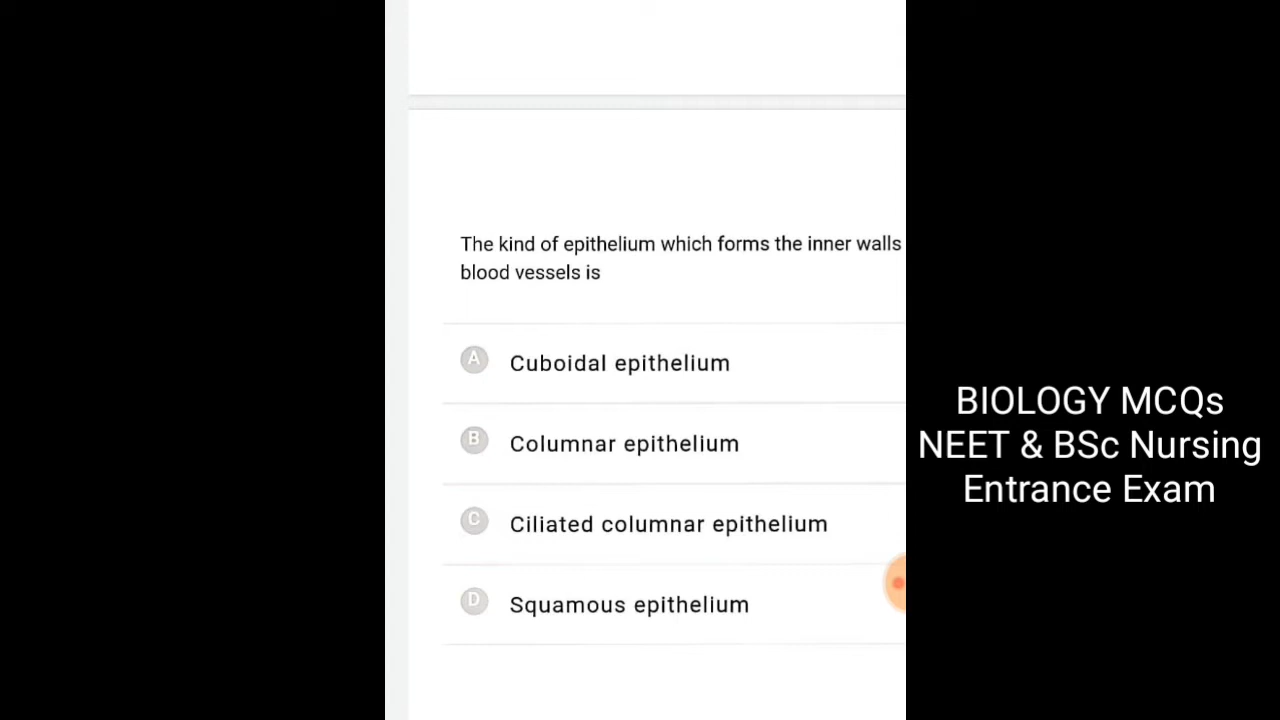 The kind of epithelium which forms the inner walls
blood vessels is
A Cuboidal epithelium
B Columnar epithelium
C Ciliated columnar epithelium
D Squamous epithelium
BIOLOGY MCQs
NEET & BSc Nursing
Entrance Exam